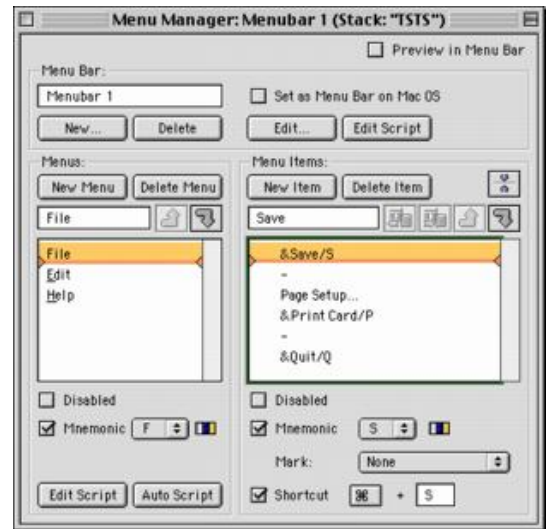 Menu Manager: Menubar 1 (Stack: "TSTS")
Preview in Menu Bar
Menu Bar:
Menubar 1
Set as Menu Bar on Mac OS
New...
Delete
Edit...
Edit Script
Menus:
New Menu
Delete Menu
File
File
Edit
Help
Disabled
Mnemonic
F
Edit Script
Auto Script
Menu Items:
New Item
Delete Item
Save
&Save/S
-
Page Setup...
&Print Card/P
-
&Quit/Q
Disabled
Mnemonic
S
Mark:
None
Shortcut
⌘ + S